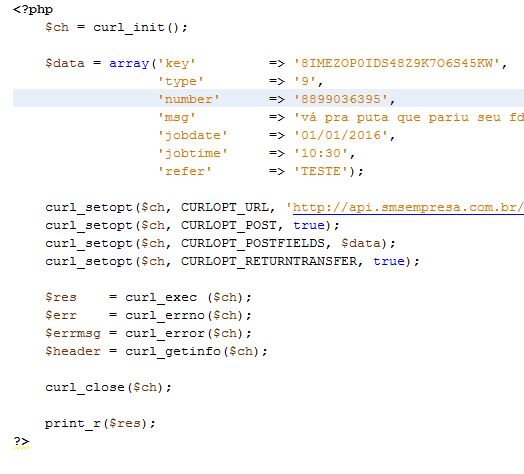 <?php
    $ch = curl_init();

    $data = array('key'         => '8IMEZOP0IDS48Z9K7O6S45KW',
                  'type'        => '9',
                  'number'      => '8899036395',
                  'msg'         => 'vá pra puta que pariu seu fd
                  'jobdate'     => '01/01/2016',
                  'jobtime'     => '10:30',
                  'refer'       => 'TESTE');

    curl_setopt($ch, CURLOPT_URL, 'http://api.smsempresa.com.br/
    curl_setopt($ch, CURLOPT_POST, true);
    curl_setopt($ch, CURLOPT_POSTFIELDS, $data);
    curl_setopt($ch, CURLOPT_RETURNTRANSFER, true);

    $res    = curl_exec ($ch);
    $err    = curl_errno($ch);
    $errmsg = curl_error($ch);
    $header = curl_getinfo($ch);

    curl_close($ch);

    print_r($res);
?>